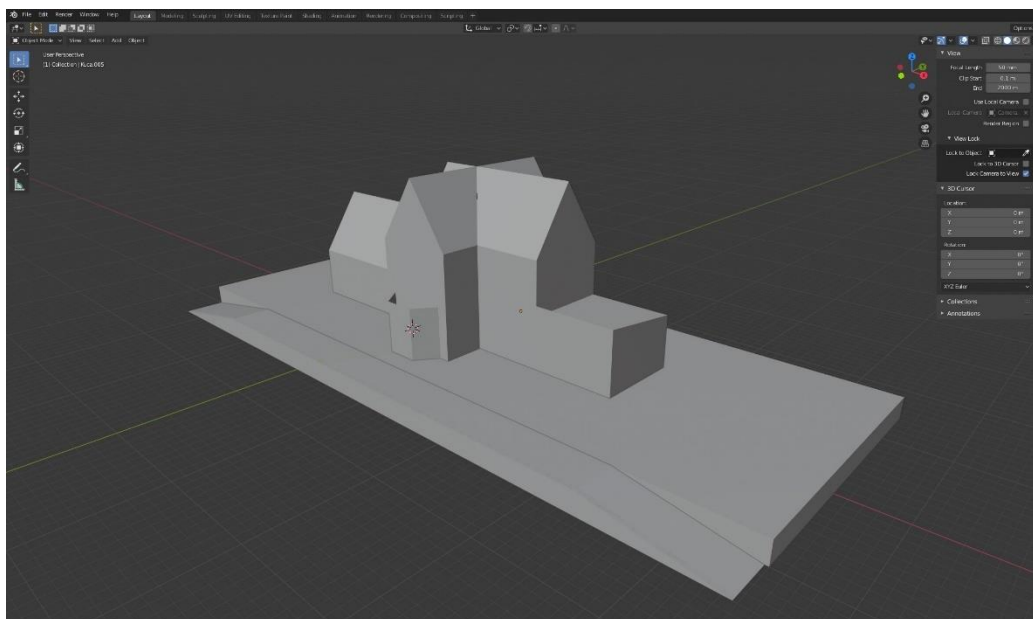 File Edit Render Window Help Layout Modeling Sculpting UV Editing Texture Paint Shading Animation Rendering Compositing Scripting +
Global
Options
Object Mode View Select Add Object
User Perspective
(1) Collection | Kuca.005
View
Focal Length 50 mm
Clip Start 0.1 m
End
Use Local Camera
Local Camera Camera
Render Region
View Lock
Lock to Object
Lock to 3D Cursor
Lock Camera to View
3D Cursor
Location:
X 0 m
Y 0 m
Z 0 m
Rotation:
X 0°
Y 0°
Z 0°
XYZ Euler
Collections
Annotations